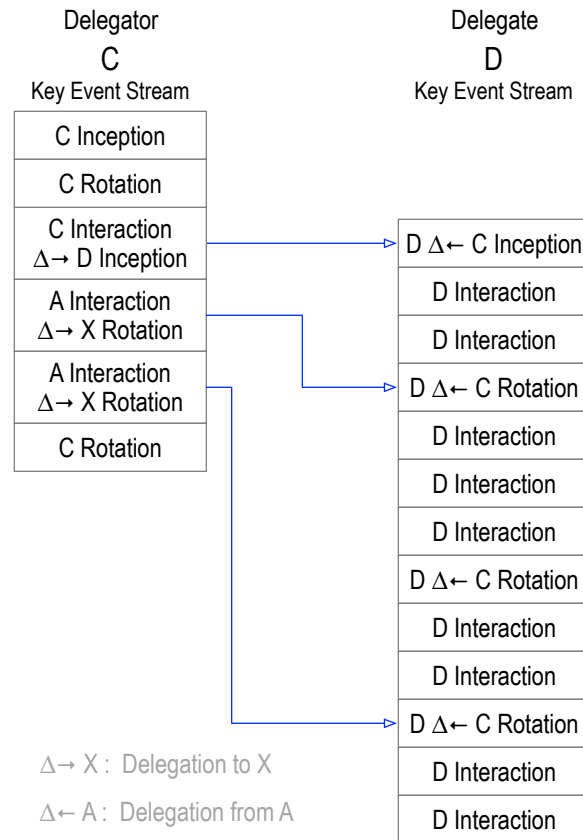 Delegator
C
Key Event Stream
C Inception
C Rotation
C Interaction
Δ→ D Inception
A Interaction
Δ→ X Rotation
A Interaction
Δ→ X Rotation
C Rotation
Delegate
D
Key Event Stream
D Δ← C Inception
D Interaction
D Interaction
D Δ← C Rotation
D Interaction
D Interaction
D Interaction
D Δ← C Rotation
D Interaction
D Interaction
D Δ← C Rotation
D Interaction
D Interaction
Δ→ X : Delegation to X
Δ← A : Delegation from A